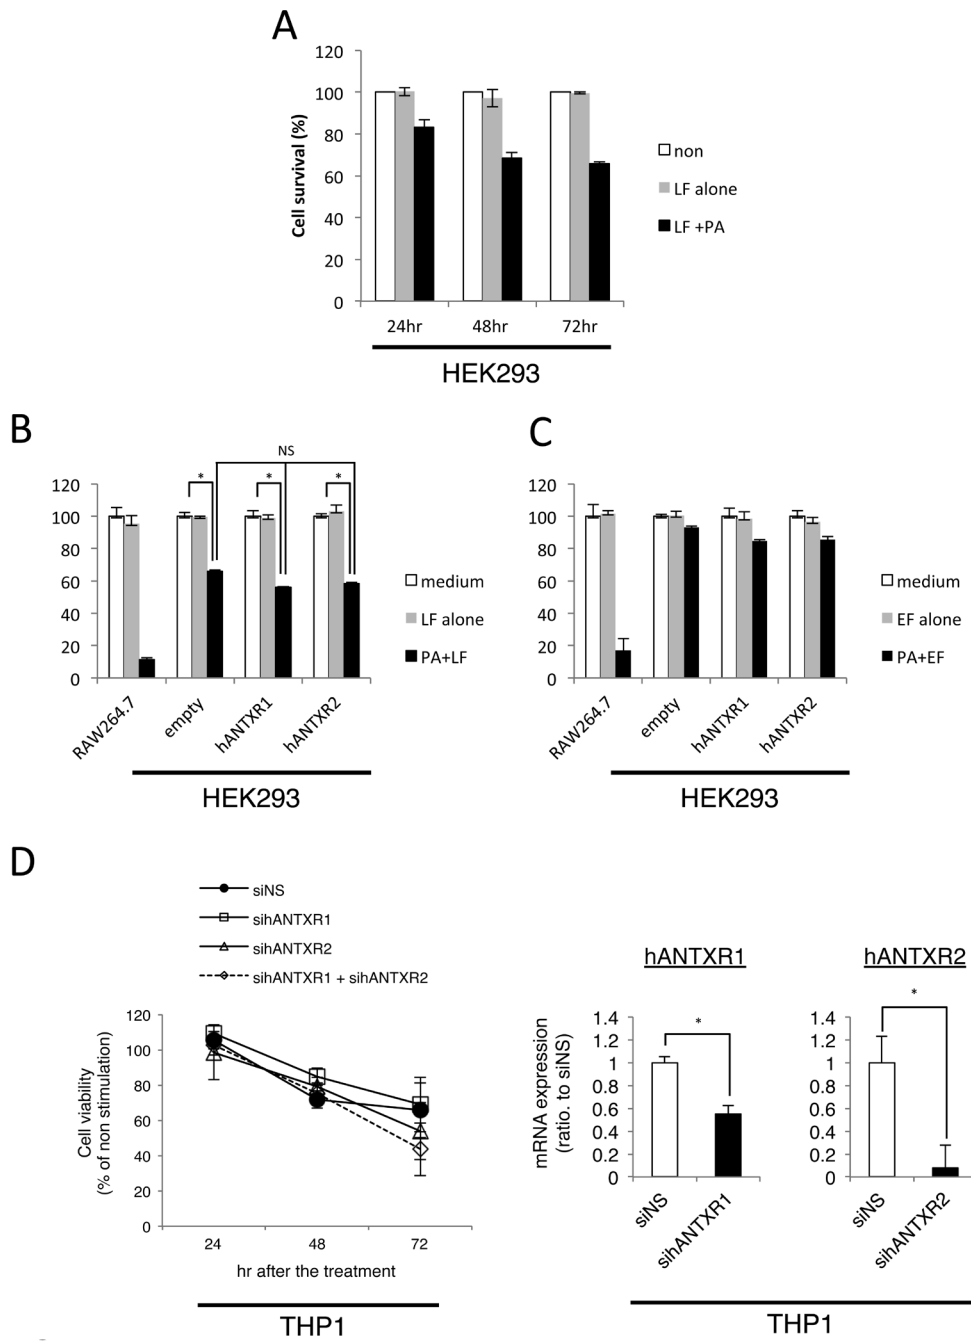 A
120
100
80
60
40
20
0
Cell survival (%)
non
LF alone
LF +PA
24hr 48hr 72hr
HEK293
B
NS
* * *
120
100
80
60
40
20
0
medium
LF alone
PA+LF
RAW264.7 empty hANTXR1 hANTXR2
HEK293
C
120
100
80
60
40
20
0
medium
EF alone
PA+EF
RAW264.7 empty hANTXR1 hANTXR2
HEK293
D
siNS
sihANTXR1
sihANTXR2
sihANTXR1 + sihANTXR2
120
100
80
60
40
20
0
Cell viability
(% of non stimulation)
24 48 72
hr after the treatment
THP1
hANTXR1
*
1.4
1.2
1
0.8
0.6
0.4
0.2
0
mRNA expression
(ratio. to siNS)
siNS sihANTXR1
hANTXR2
*
1.4
1.2
1
0.8
0.6
0.4
0.2
0
siNS sihANTXR2
THP1